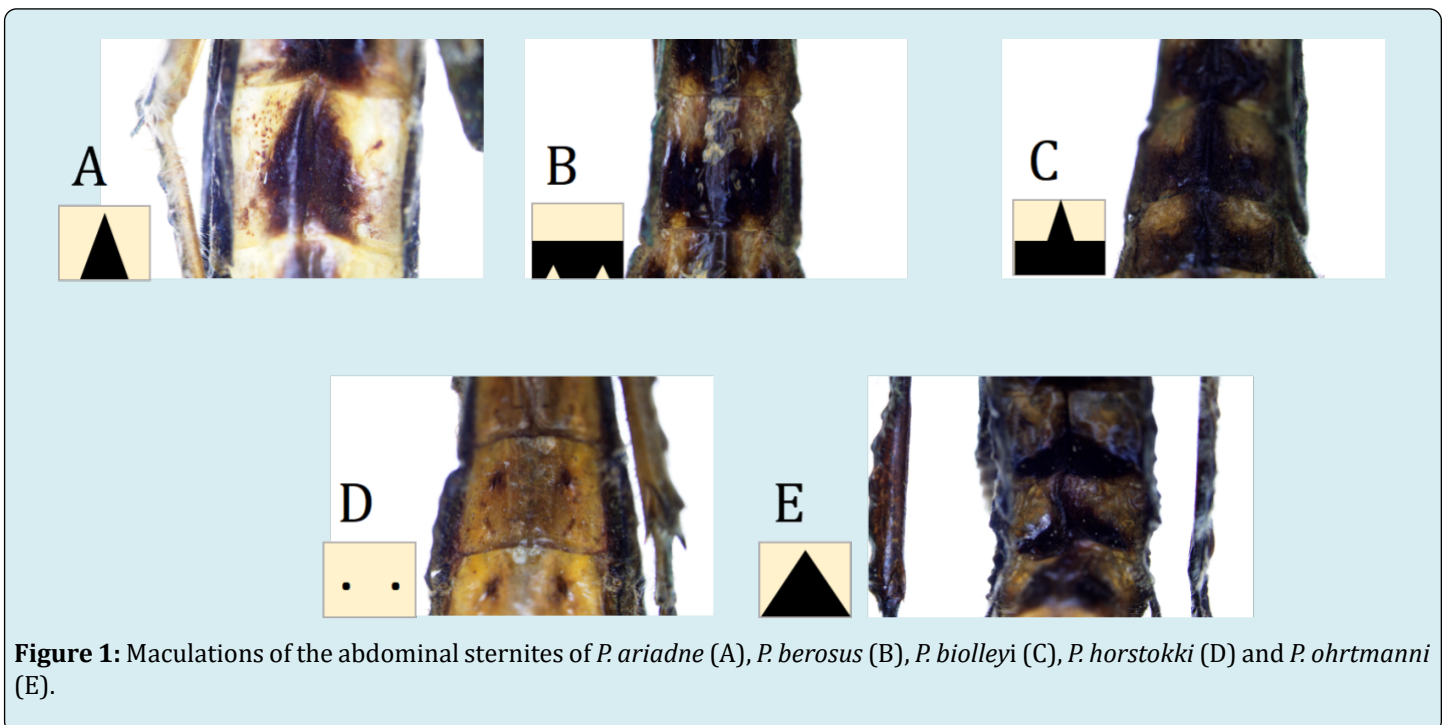 A
B
C
D
E
Figure 1: Maculations of the abdominal sternites of P. ariadne (A), P. berosus (B), P. biolleyi (C), P. horstokki (D) and P. ohrtmanni
(E).